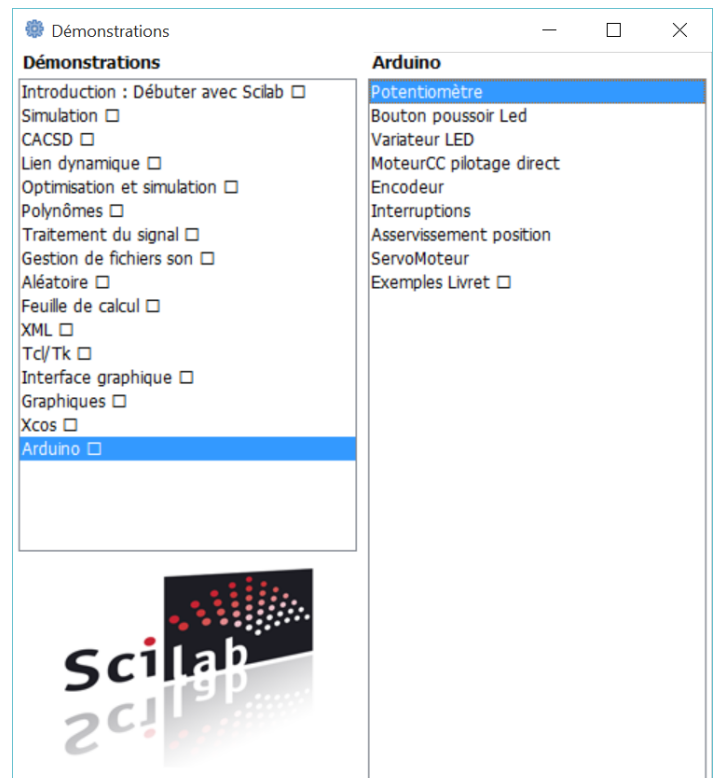 Démonstrations
Démonstrations
Introduction : Débuter avec Scilab □
Simulation □
CACSD □
Lien dynamique □
Optimisation et simulation □
Polynômes □
Traitement du signal □
Gestion de fichiers son □
Aléatoire □
Feuille de calcul □
XML □
Tcl/Tk □
Interface graphique □
Graphiques □
Xcos □
Arduino □
Scilab
Arduino
Potentiomètre
Bouton poussoir Led
Variateur LED
MoteurCC pilotage direct
Encodeur
Interruptions
Asservissement position
ServoMoteur
Exemples Livret □